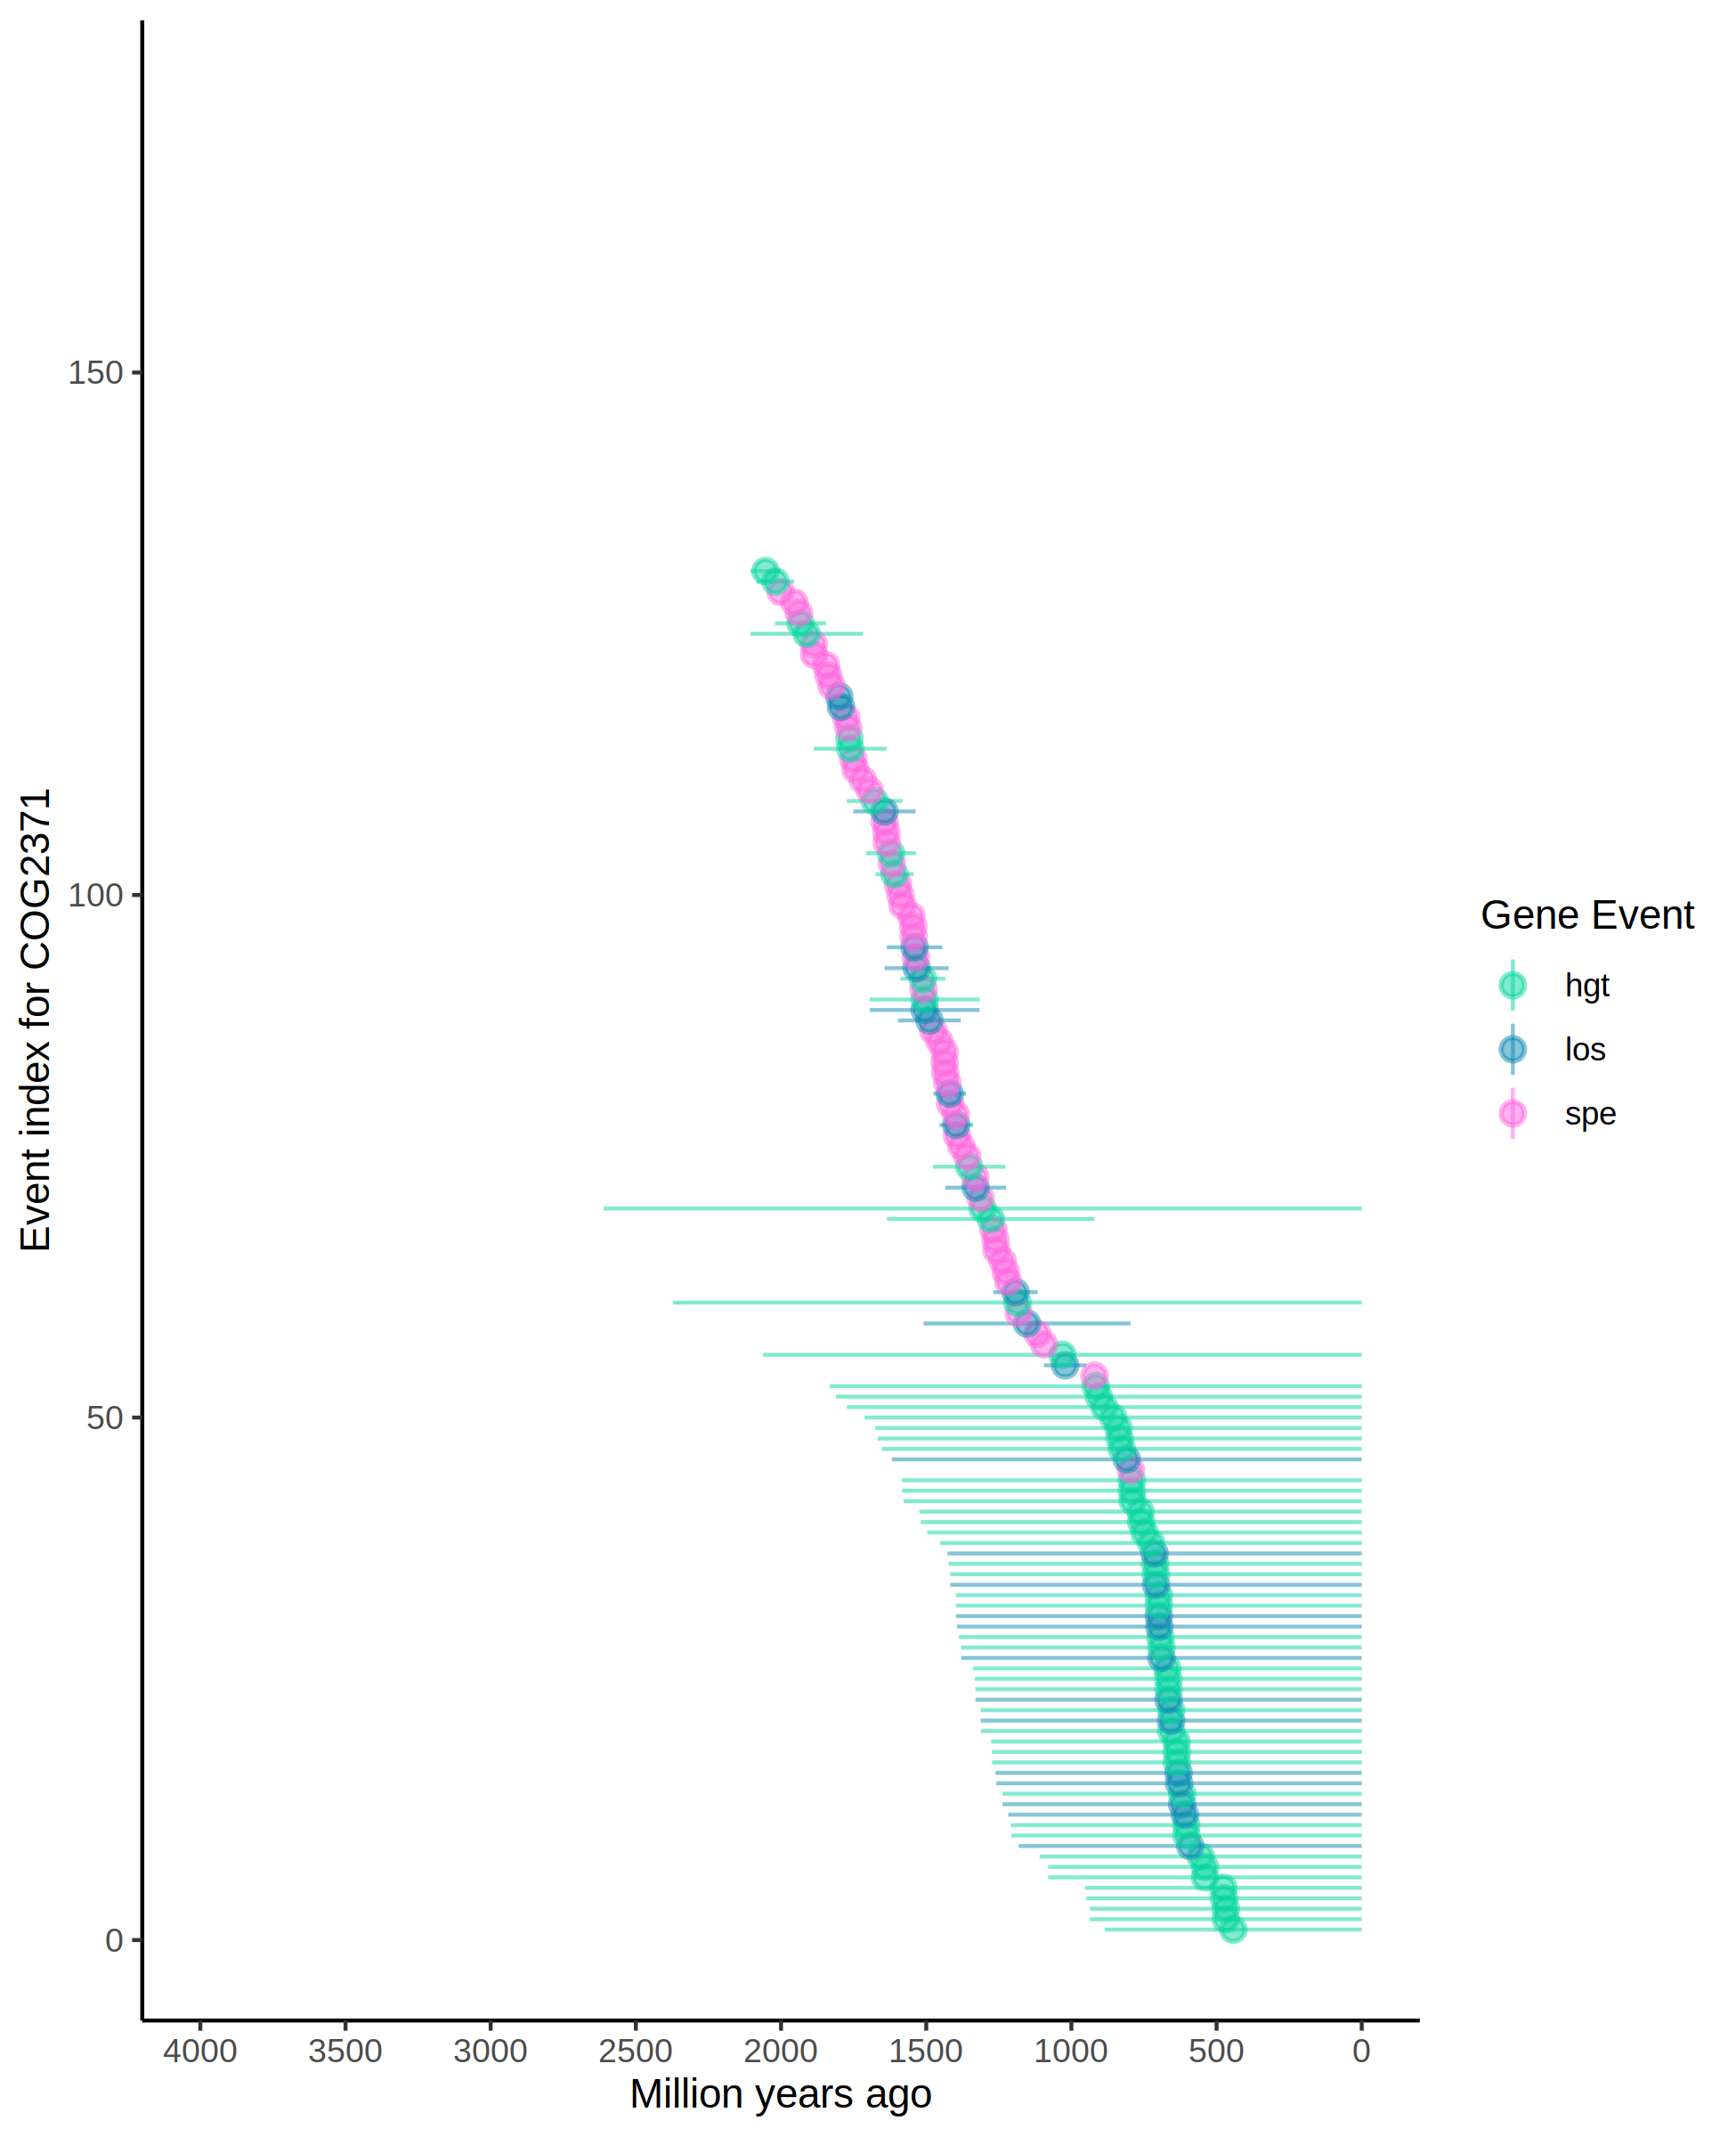 Event index for COG2371
150
100
50
0
4000 3500 3000 2500 2000 1500 1000 500 0
Million years ago
Gene Event
hgt
los
spe